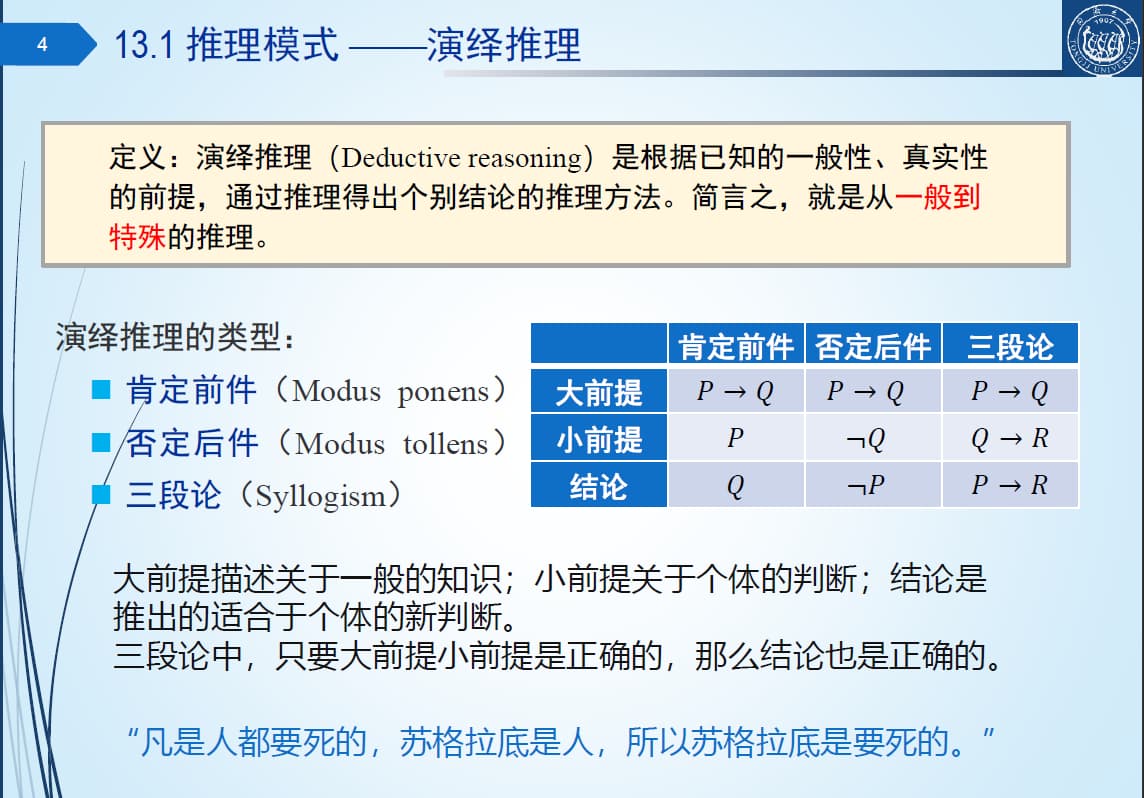 4
13.1 推理模式 ——演绎推理
1907
TONGJI UNIVERSITY
定义：演绎推理（Deductive reasoning）是根据已知的一般性、真实性
的前提，通过推理得出个别结论的推理方法。简言之，就是从一般到
特殊的推理。
演绎推理的类型：
肯定前件（Modus ponens）
否定后件（Modus tollens）
三段论（Syllogism）
肯定前件 否定后件 三段论
大前提 P → Q P → Q P → Q
小前提 P ¬Q Q → R
结论 Q ¬P P → R
大前提描述关于一般的知识；小前提关于个体的判断；结论是
推出的适合于个体的新判断。
三段论中，只要大前提小前提是正确的，那么结论也是正确的。
“凡是人都要死的，苏格拉底是人，所以苏格拉底是要死的。”